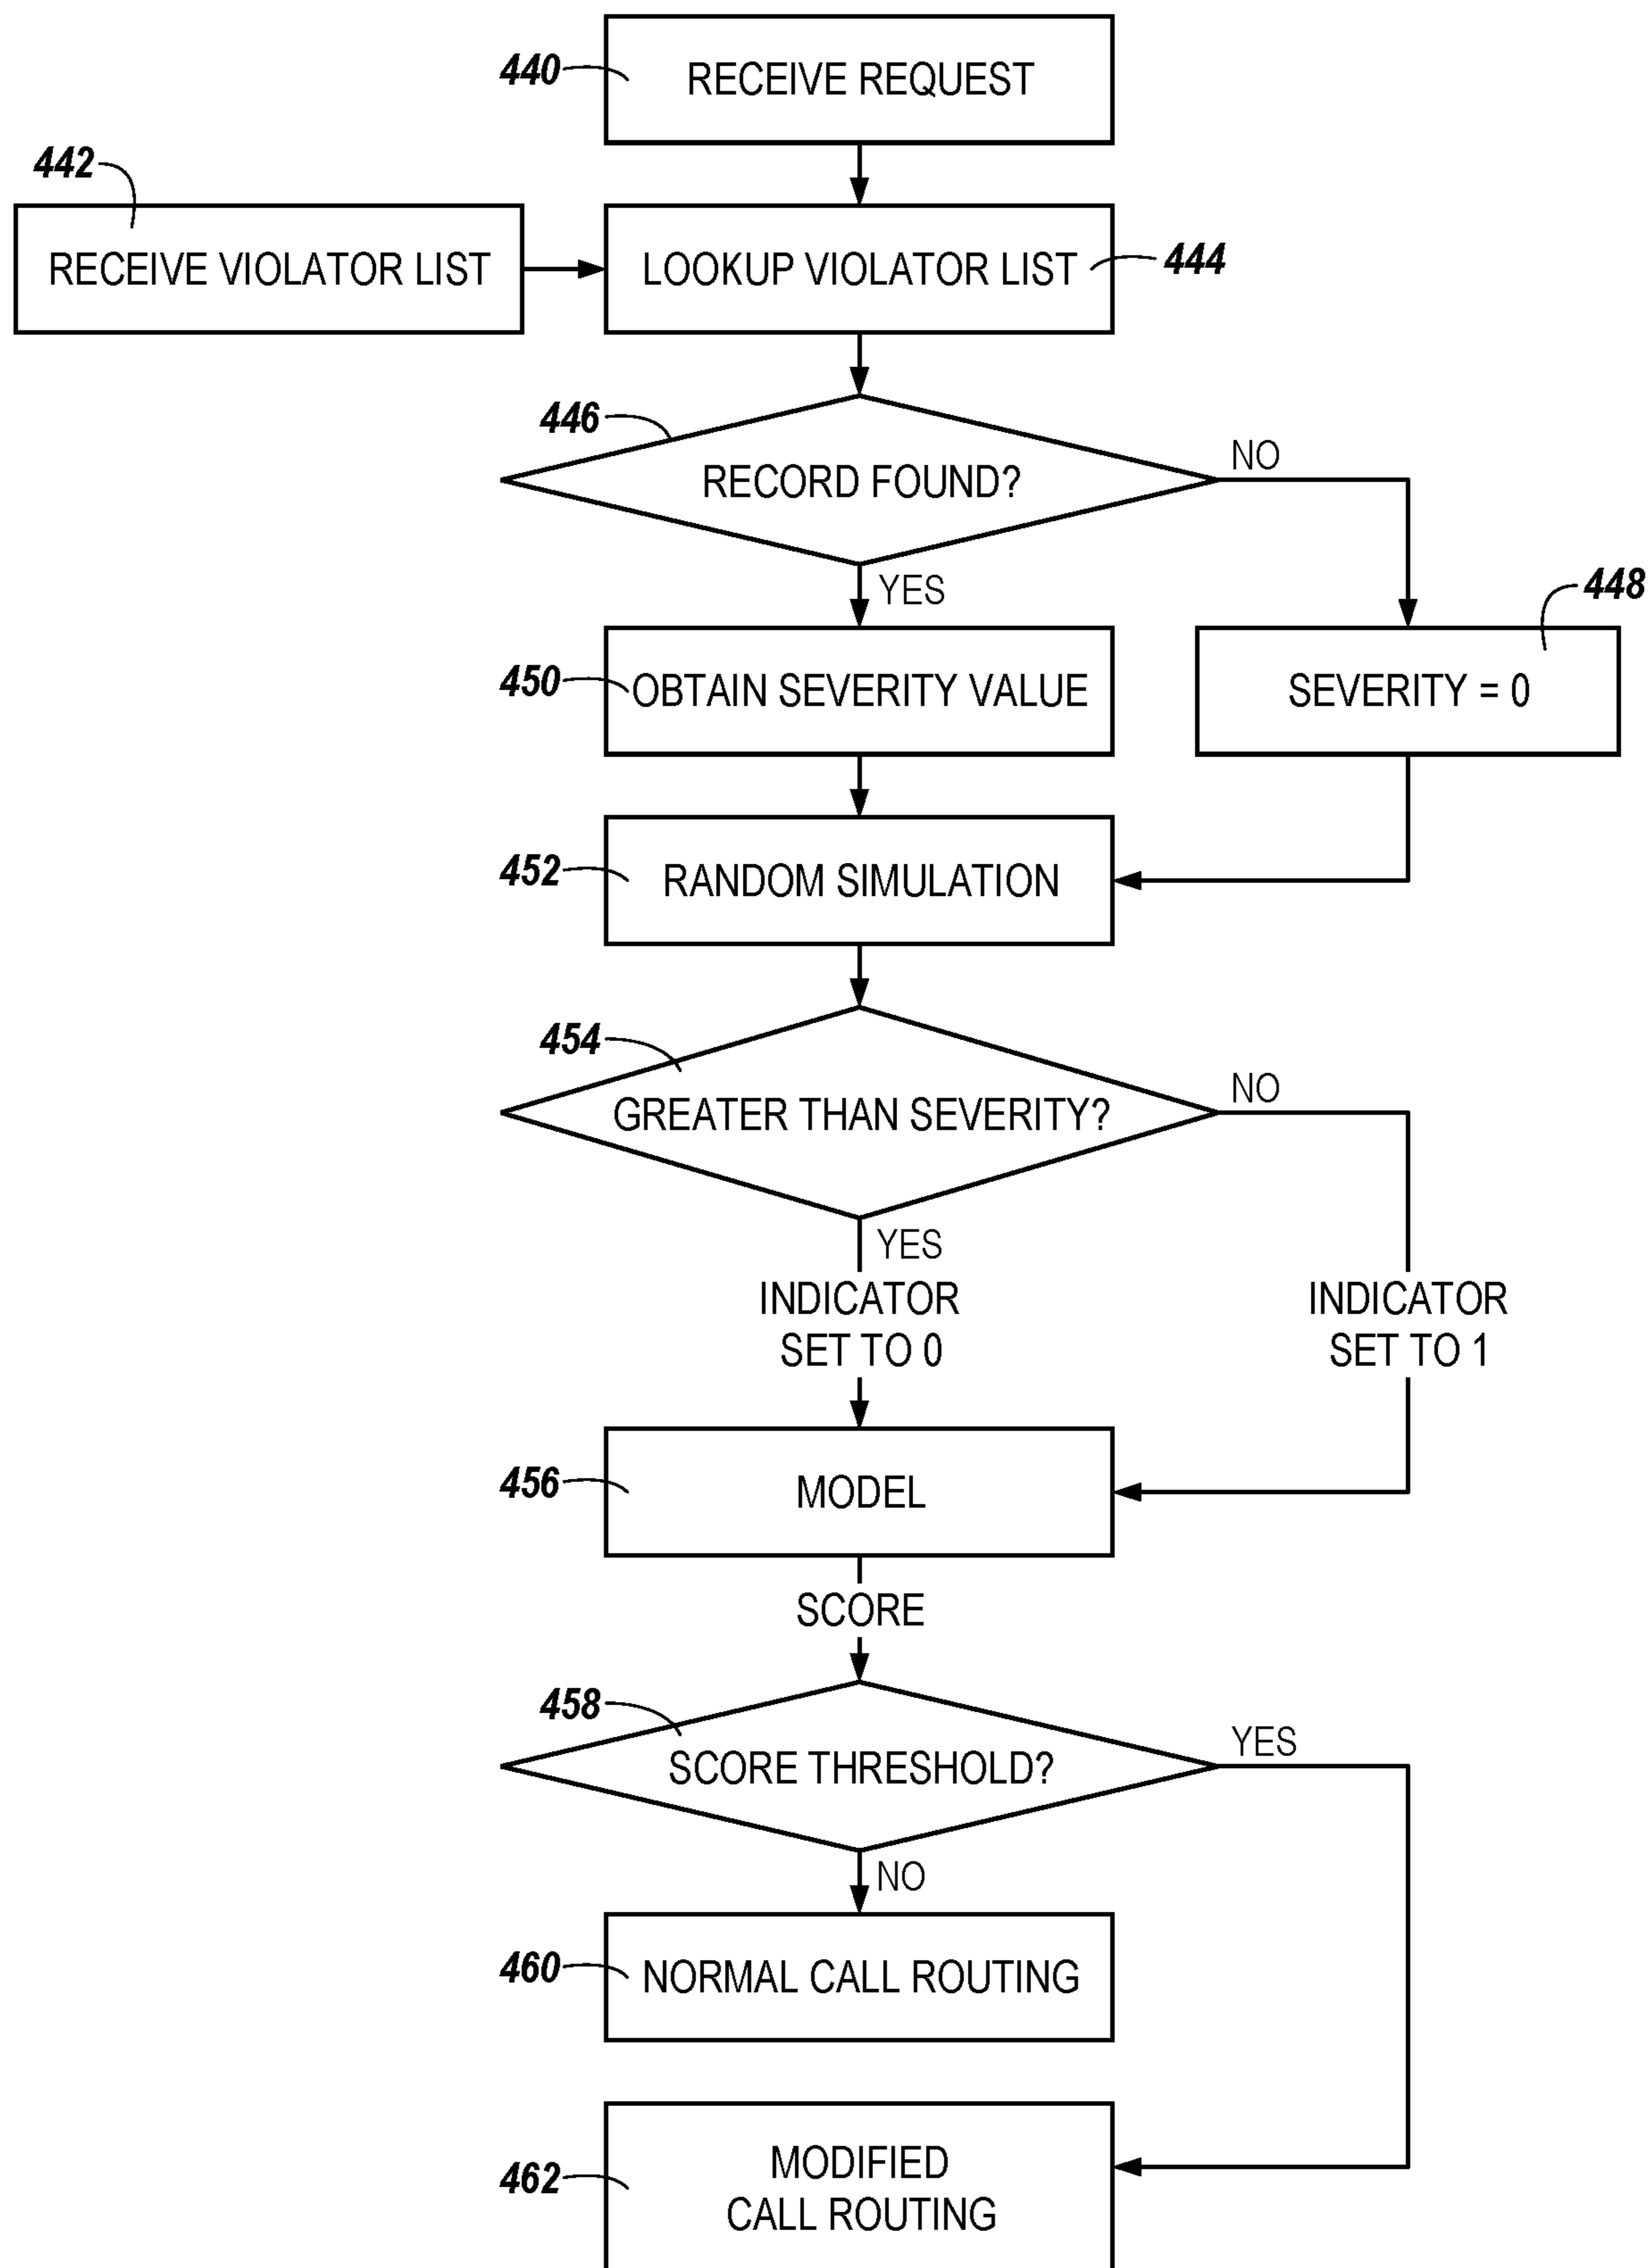 440
RECEIVE REQUEST
442
RECEIVE VIOLATOR LIST
LOOKUP VIOLATOR LIST
444
446
RECORD FOUND?
NO
YES
448
450
OBTAIN SEVERITY VALUE
SEVERITY = 0
452
RANDOM SIMULATION
454
GREATER THAN SEVERITY?
NO
YES
INDICATOR
SET TO 0
INDICATOR
SET TO 1
456
MODEL
SCORE
458
SCORE THRESHOLD?
YES
NO
460
NORMAL CALL ROUTING
462
MODIFIED
CALL ROUTING